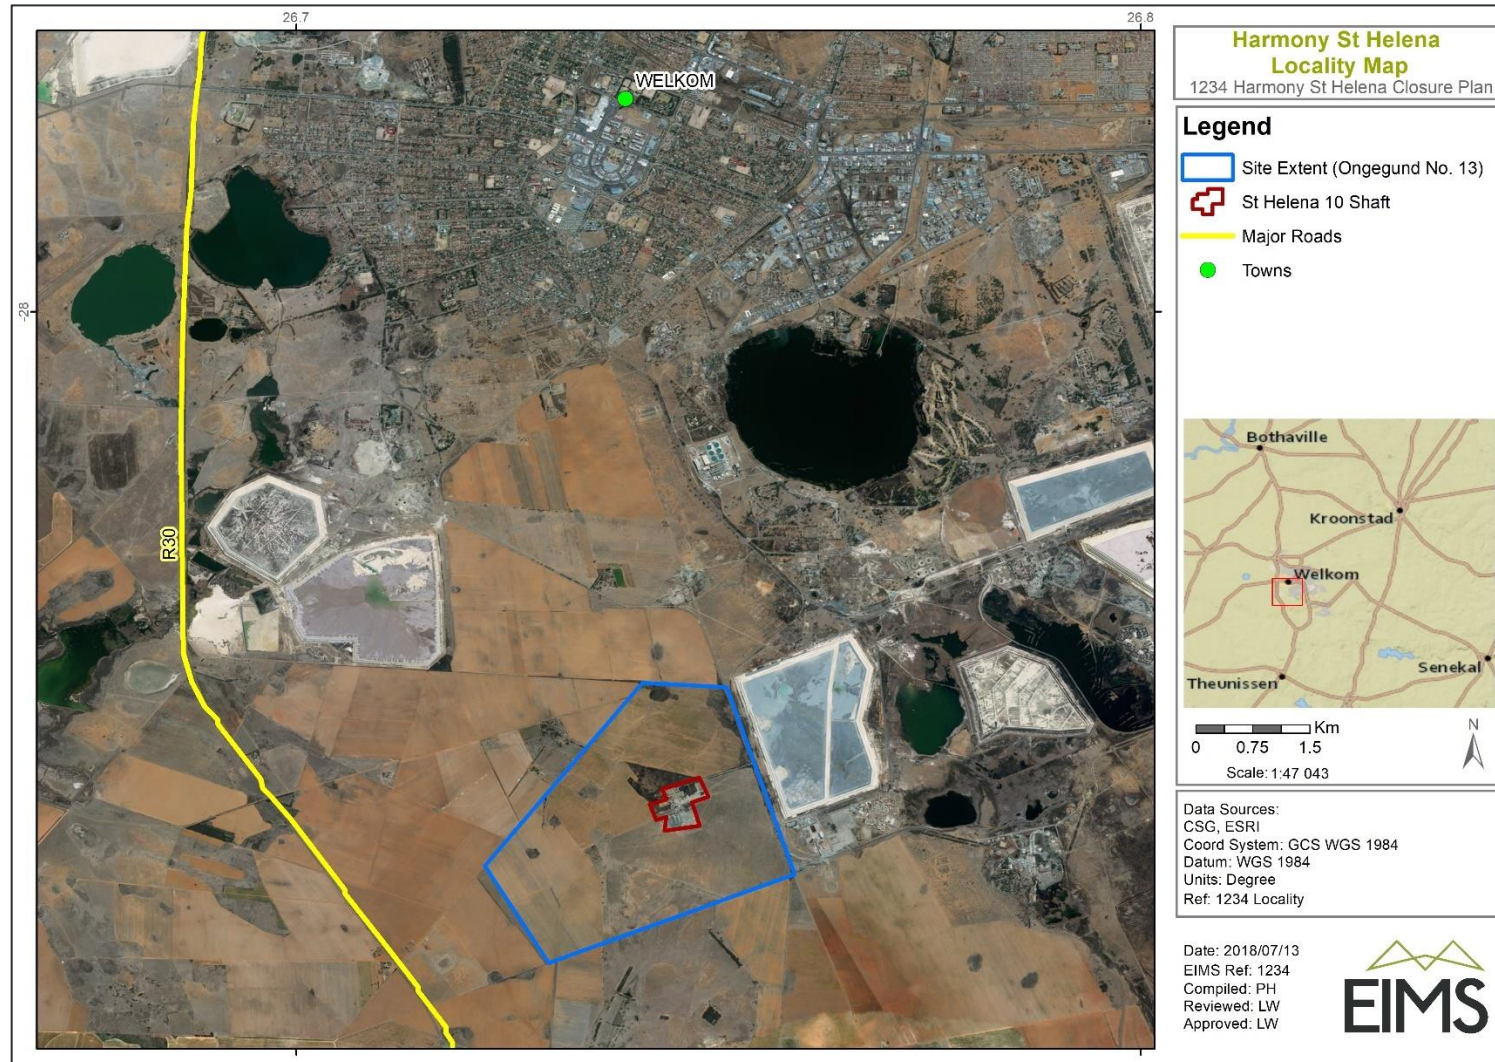 26.7
26.8
-28
WELKOM
R30
Harmony St Helena
Locality Map
1234 Harmony St Helena Closure Plan
Legend
Site Extent (Ongegund No. 13)
St Helena 10 Shaft
Major Roads
Towns
Bothaville
Kroonstad
Welkom
Senekal
Theunissen
Km
0 0.75 1.5
N
Scale: 1:47 043
Data Sources:
CSG, ESRI
Coord System: GCS WGS 1984
Datum: WGS 1984
Units: Degree
Ref: 1234 Locality
Date: 2018/07/13
EIMS Ref: 1234
Compiled: PH
Reviewed: LW
Approved: LW
EIMS